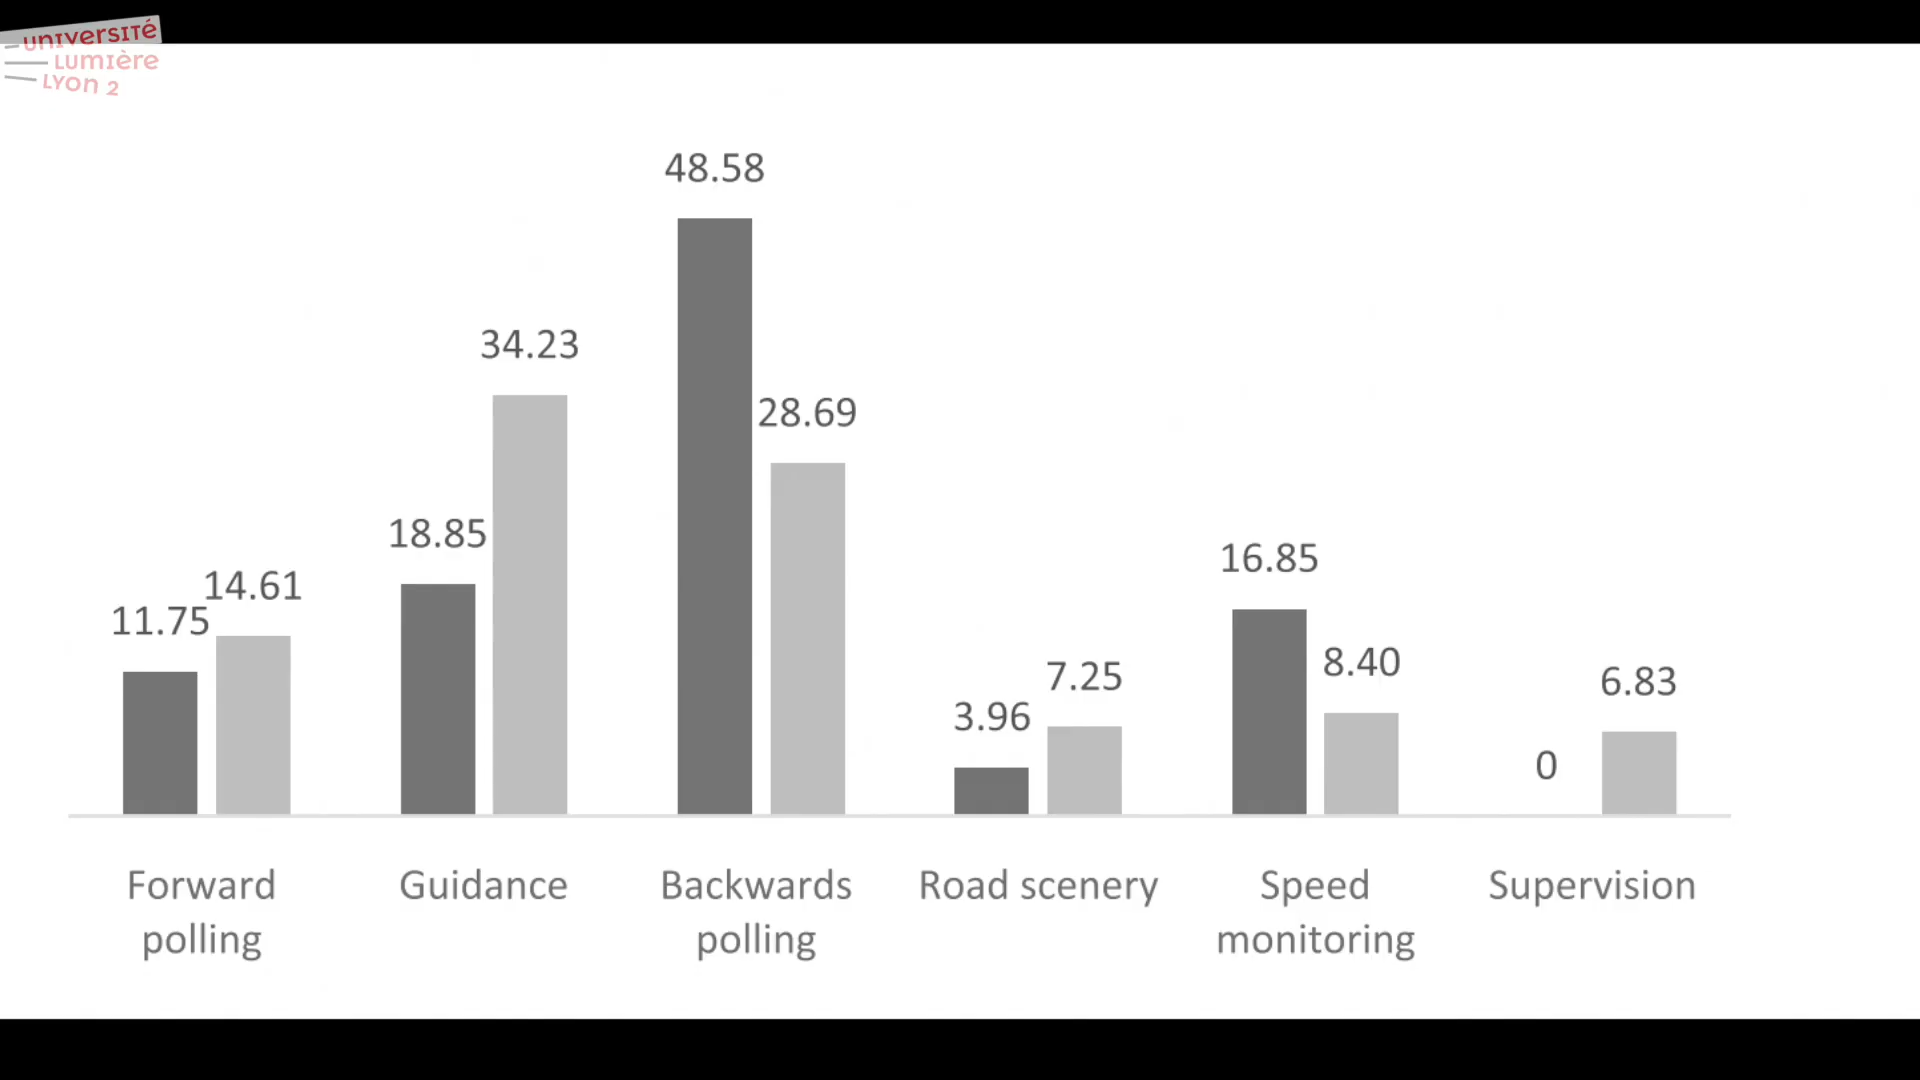 université
Lumière
Lyon 2
48.58
34.23
28.69
18.85
16.85
14.61
11.75
8.40
7.25
6.83
3.96
0
Forward
polling
Guidance
Backwards
polling
Road scenery
Speed
monitoring
Supervision